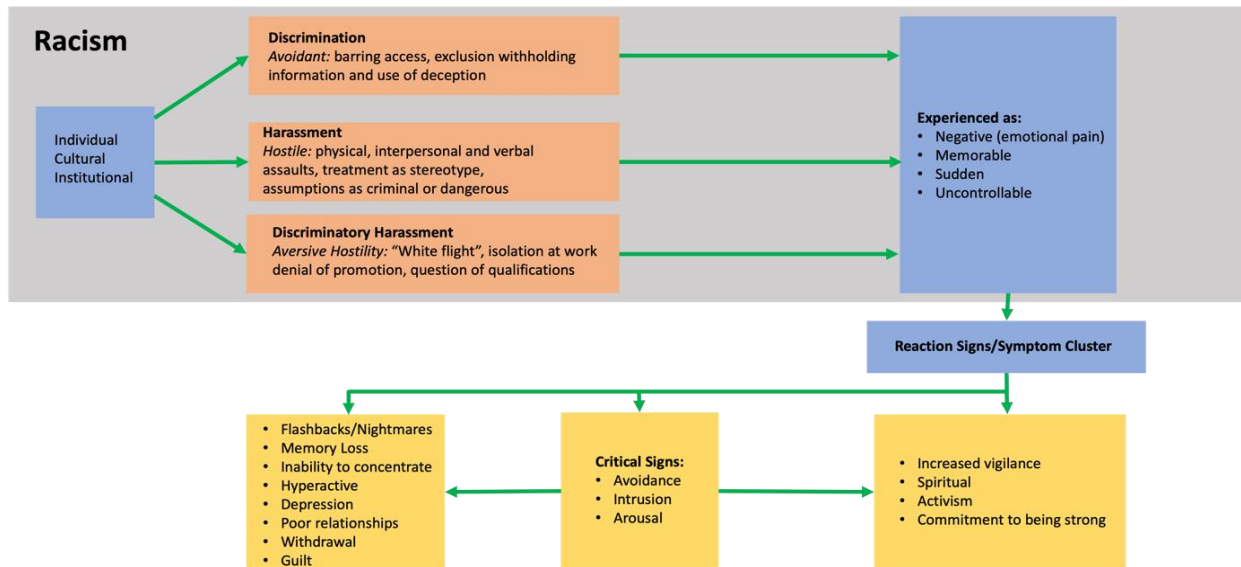 Racism
Individual
Cultural
Institutional
Discrimination
Avoidant: barring access, exclusion withholding
information and use of deception
Harassment
Hostile: physical, interpersonal and verbal
assaults, treatment as stereotype,
assumptions as criminal or dangerous
Discriminatory Harassment
Aversive Hostility: “White flight”, isolation at work
denial of promotion, question of qualifications
Experienced as:
• Negative (emotional pain)
• Memorable
• Sudden
• Uncontrollable
Reaction Signs/Symptom Cluster
• Flashbacks/Nightmares
• Memory Loss
• Inability to concentrate
• Hyperactive
• Depression
• Poor relationships
• Withdrawal
• Guilt
Critical Signs:
• Avoidance
• Intrusion
• Arousal
• Increased vigilance
• Spiritual
• Activism
• Commitment to being strong